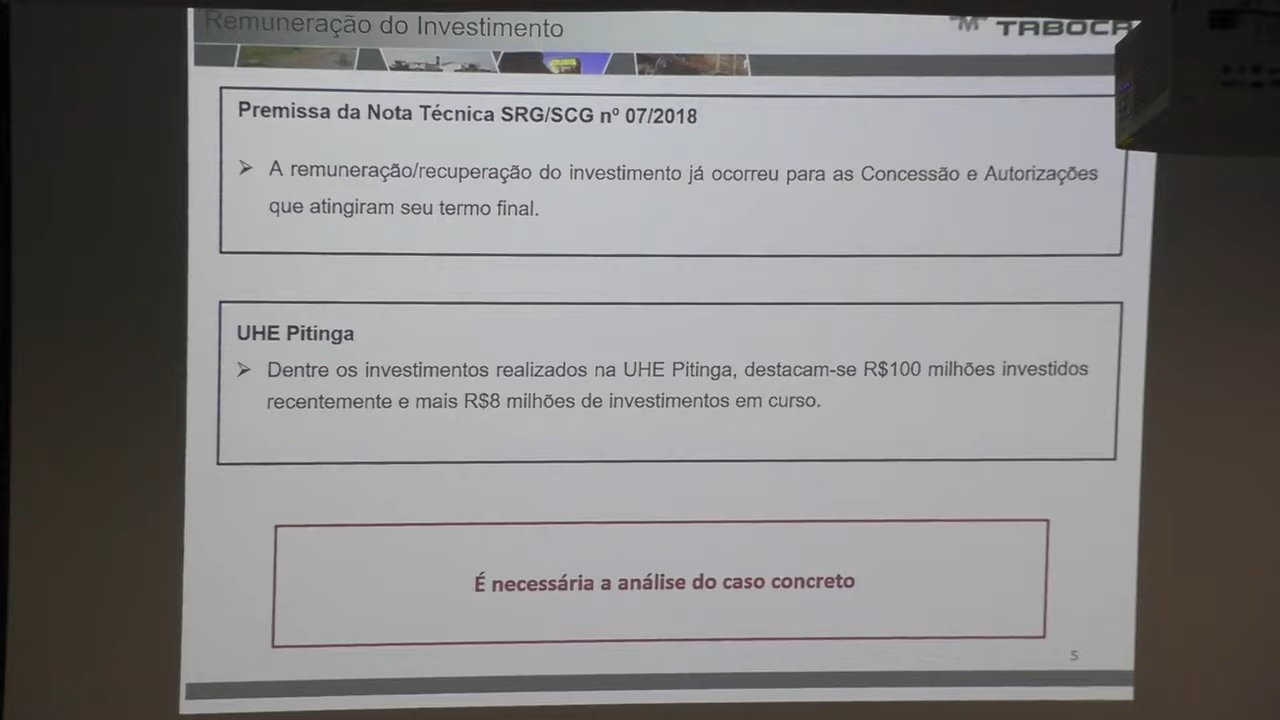 Remuneração do Investimento
"M" TABOCA
Premissa da Nota Técnica SRG/SCG nº 07/2018
A remuneração/recuperação do investimento já ocorreu para as Concessão e Autorizações
que atingiram seu termo final.
UHE Pitinga
Dentre os investimentos realizados na UHE Pitinga, destacam-se R$100 milhões investidos
recentemente e mais R$8 milhões de investimentos em curso.
É necessária a análise do caso concreto
5